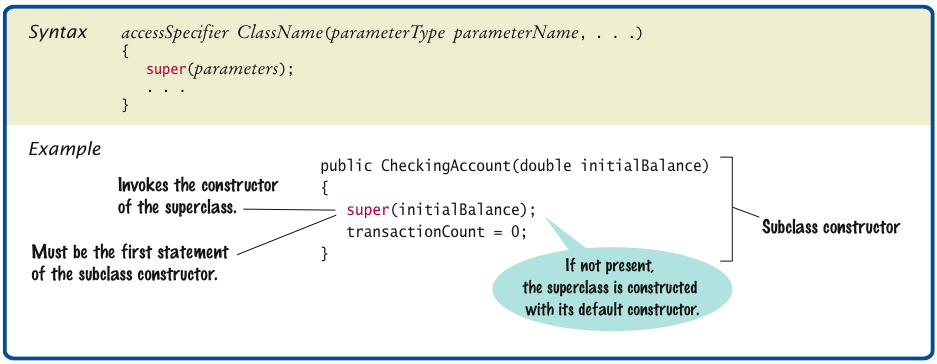 Syntax accessSpecifier ClassName(parameterType parameterName, . . .)
{
super(parameters);
. . .
}
Example
public CheckingAccount(double initialBalance)
{
super(initialBalance);
transactionCount = 0;
}
Invokes the constructor
of the superclass.
Must be the first statement
of the subclass constructor.
If not present,
the superclass is constructed
with its default constructor.
Subclass constructor